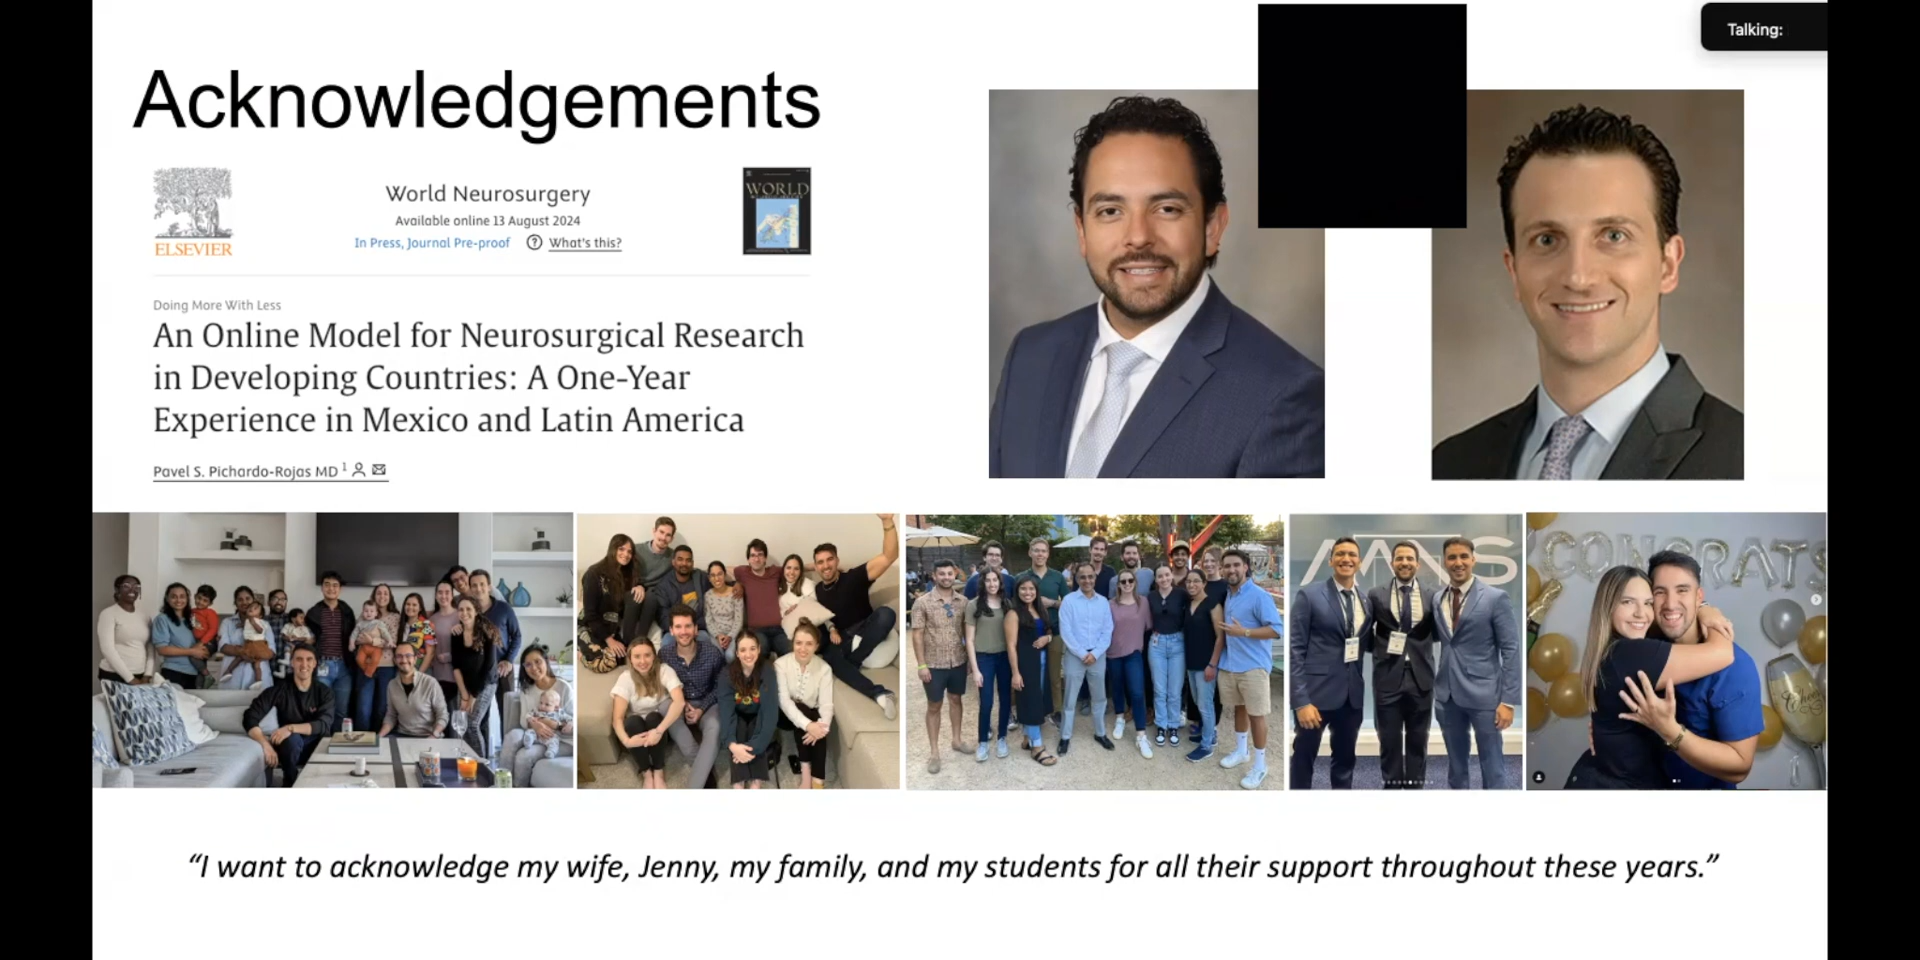 Talking:
Acknowledgements
ELSEVIER
World Neurosurgery
Available online 13 August 2024
In Press, Journal Pre-proof What's this?
WORLD
Doing More With Less
An Online Model for Neurosurgical Research
in Developing Countries: A One-Year
Experience in Mexico and Latin America
Pavel S. Pichardo-Rojas MD 1
AANS
CONGRATS
“I want to acknowledge my wife, Jenny, my family, and my students for all their support throughout these years.”